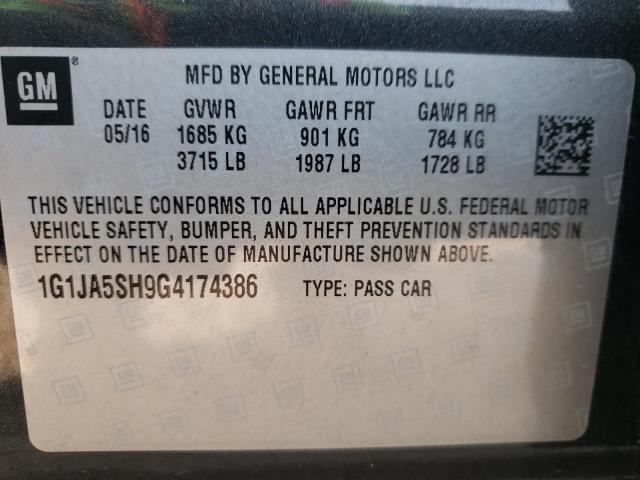 GM ® MFD BY GENERAL MOTORS LLC
DATE GVWR GAWR FRT GAWR RR
05/16 1685 KG 901 KG 784 KG
3715 LB 1987 LB 1728 LB
THIS VEHICLE CONFORMS TO ALL APPLICABLE U.S. FEDERAL MOTOR
VEHICLE SAFETY, BUMPER, AND THEFT PREVENTION STANDARDS IN
EFFECT ON THE DATE OF MANUFACTURE SHOWN ABOVE.
1G1JA5SH9G4174386 TYPE: PASS CAR